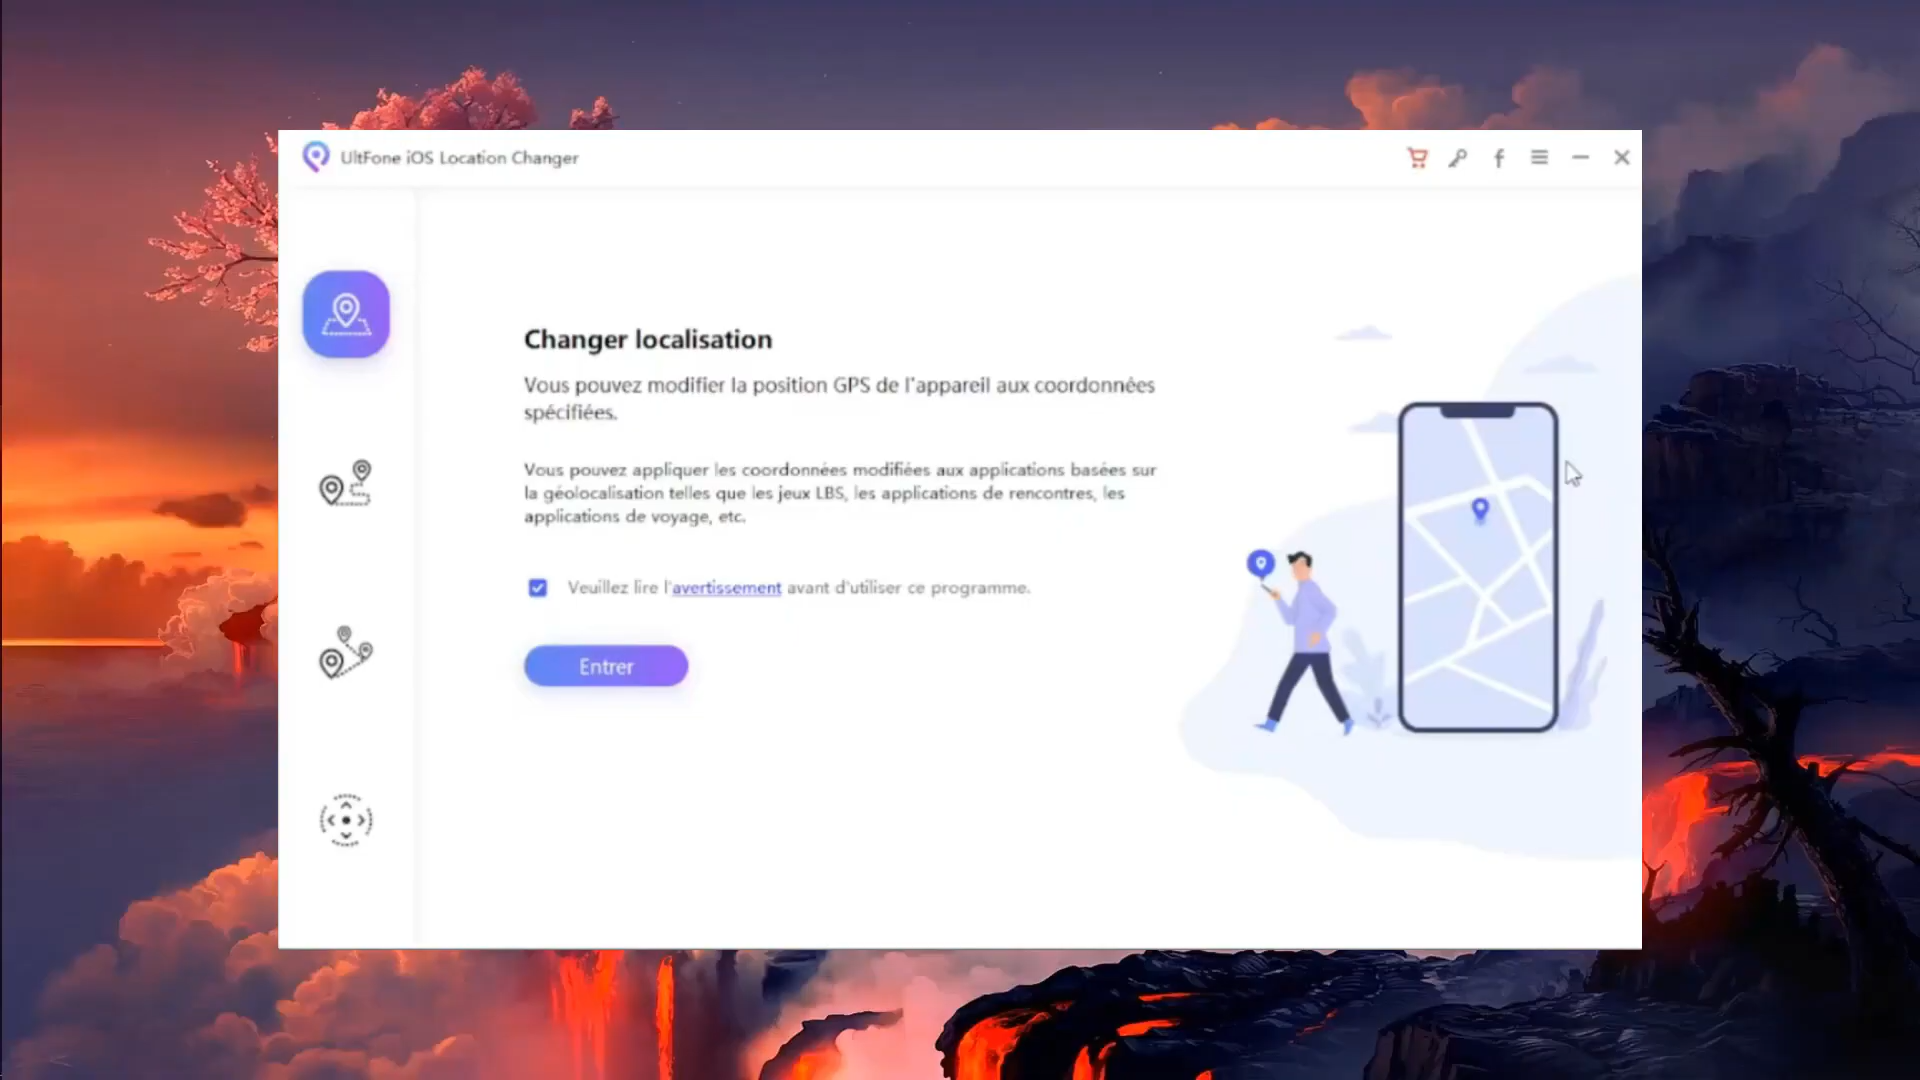 UltFone iOS Location Changer
Changer localisation
Vous pouvez modifier la position GPS de l'appareil aux coordonnées
spécifiées.
Vous pouvez appliquer les coordonnées modifiées aux applications basées sur
la géolocalisation telles que les jeux LBS, les applications de rencontres, les
applications de voyage, etc.
Veuillez lire l'avertissement avant d'utiliser ce programme.
Entrer